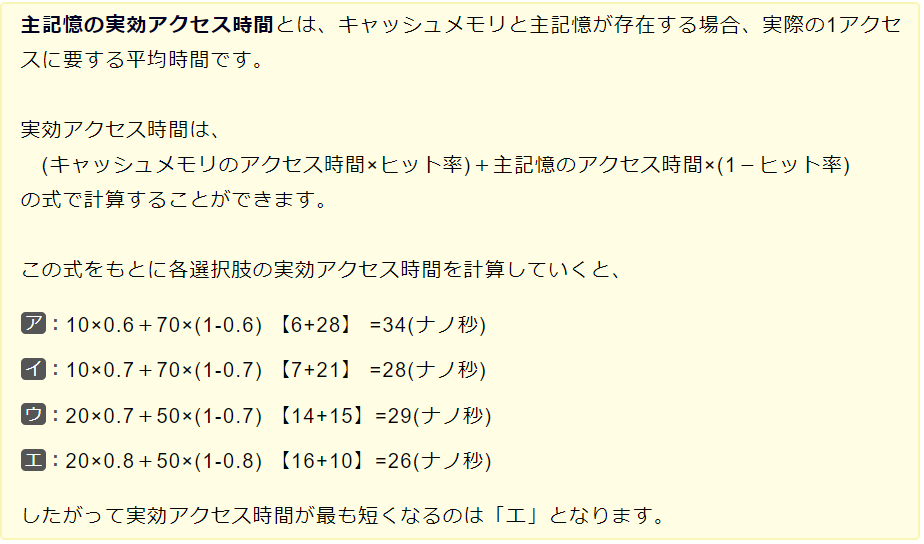 主記憶の実効アクセス時間とは、キャッシュメモリと主記憶が存在する場合、実際の1アクセ
スに要する平均時間です。
実効アクセス時間は、
(キャッシュメモリのアクセス時間×ヒット率)＋主記憶のアクセス時間×(1－ヒット率)
の式で計算することができます。
この式をもとに各選択肢の実効アクセス時間を計算していくと、
ア：10×0.6＋70×(1-0.6) 【6+28】 =34(ナノ秒)
イ：10×0.7＋70×(1-0.7) 【7+21】 =28(ナノ秒)
ウ：20×0.7＋50×(1-0.7) 【14+15】=29(ナノ秒)
エ：20×0.8＋50×(1-0.8) 【16+10】=26(ナノ秒)
したがって実効アクセス時間が最も短くなるのは「エ」となります。